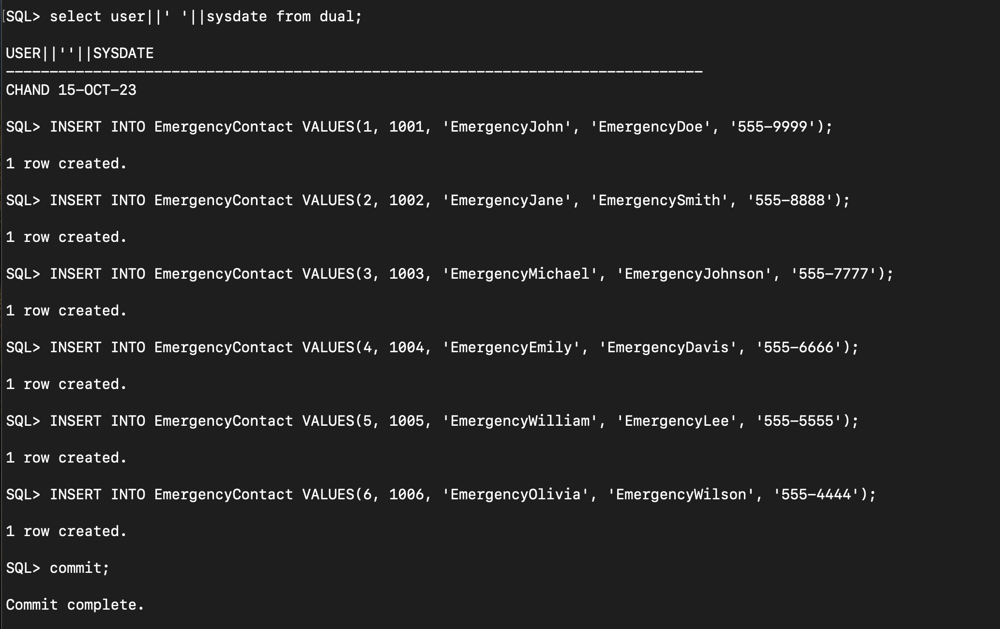 SQL> select user||' '||sysdate from dual;
USER||''||SYSDATE
--------------------------------------------------------------------------------
CHAND 15-OCT-23
SQL> INSERT INTO EmergencyContact VALUES(1, 1001, 'EmergencyJohn', 'EmergencyDoe', '555-9999');
1 row created.
SQL> INSERT INTO EmergencyContact VALUES(2, 1002, 'EmergencyJane', 'EmergencySmith', '555-8888');
1 row created.
SQL> INSERT INTO EmergencyContact VALUES(3, 1003, 'EmergencyMichael', 'EmergencyJohnson', '555-7777');
1 row created.
SQL> INSERT INTO EmergencyContact VALUES(4, 1004, 'EmergencyEmily', 'EmergencyDavis', '555-6666');
1 row created.
SQL> INSERT INTO EmergencyContact VALUES(5, 1005, 'EmergencyWilliam', 'EmergencyLee', '555-5555');
1 row created.
SQL> INSERT INTO EmergencyContact VALUES(6, 1006, 'EmergencyOlivia', 'EmergencyWilson', '555-4444');
1 row created.
SQL> commit;
Commit complete.